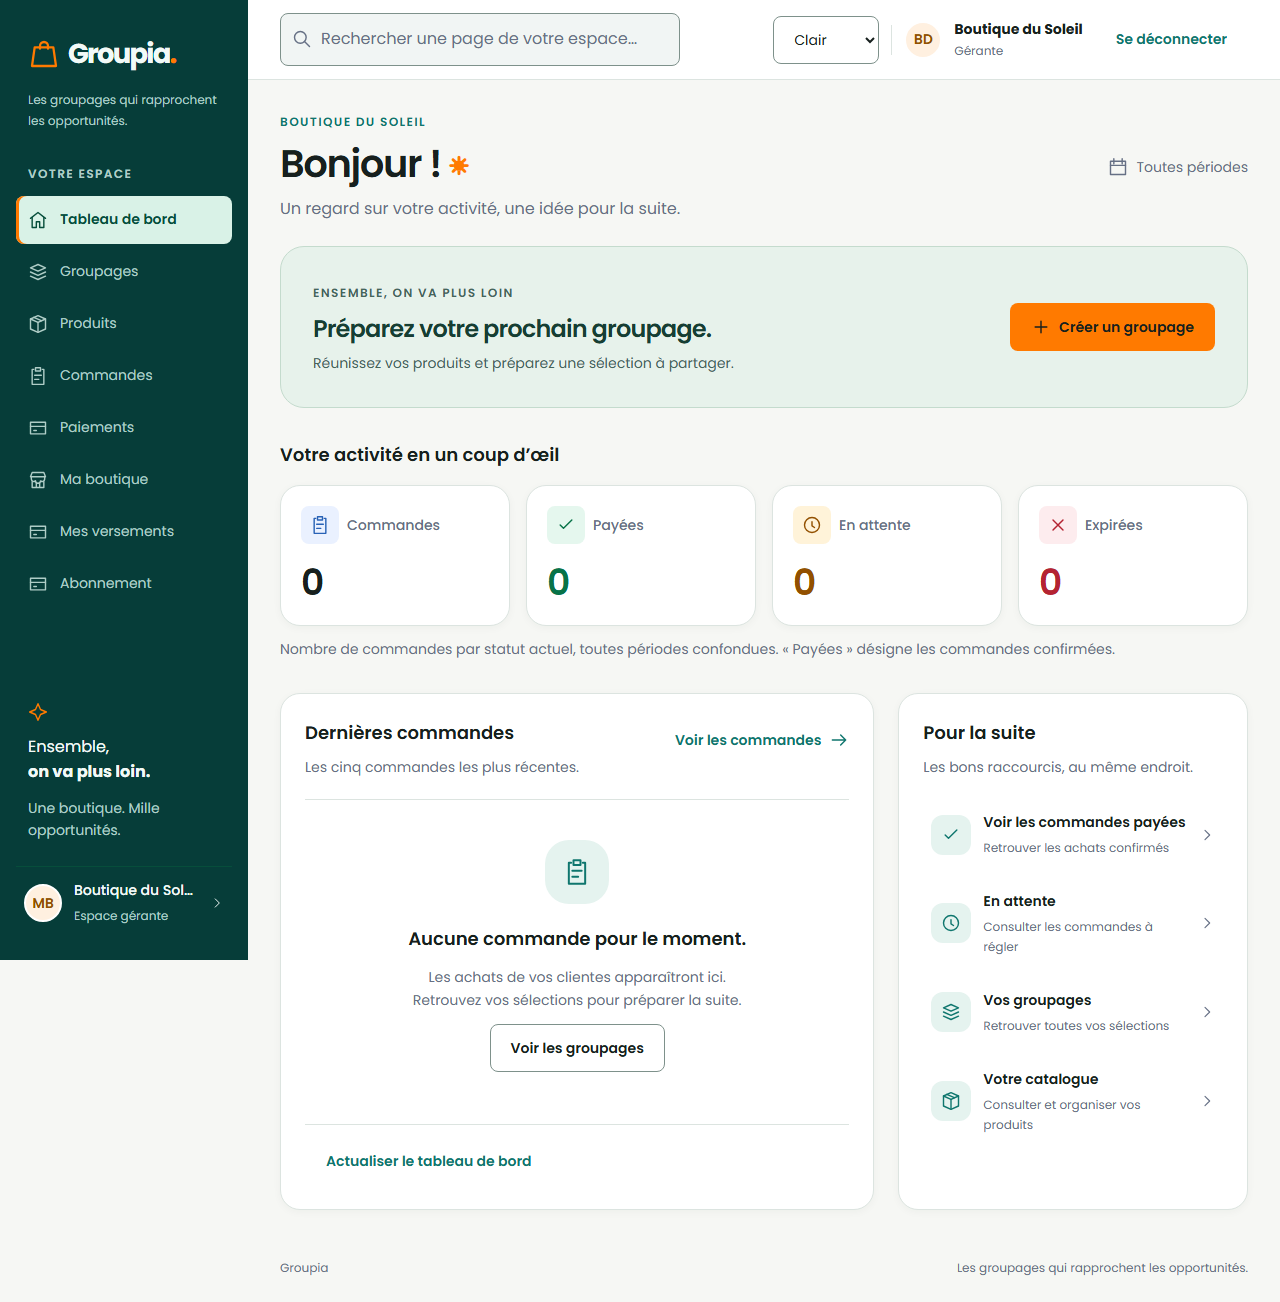 Groupia.
Les groupages qui rapprochent
les opportunités.
VOTRE ESPACE
Tableau de bord
Groupages
Produits
Commandes
Paiements
Ma boutique
Mes versements
Abonnement
Ensemble,
on va plus loin.
Une boutique. Mille
opportunités.
MB
Boutique du Sol...
Espace gérante
Rechercher une page de votre espace...
Clair
BD
Boutique du Soleil
Gérante
Se déconnecter
BOUTIQUE DU SOLEIL
Bonjour !
Toutes périodes
Un regard sur votre activité, une idée pour la suite.
ENSEMBLE, ON VA PLUS LOIN
Préparez votre prochain groupage.
Réunissez vos produits et préparez une sélection à partager.
Créer un groupage
Votre activité en un coup d’œil
Commandes
0
Payées
0
En attente
0
Expirées
0
Nombre de commandes par statut actuel, toutes périodes confondues. « Payées » désigne les commandes confirmées.
Dernières commandes
Les cinq commandes les plus récentes.
Voir les commandes
Aucune commande pour le moment.
Les achats de vos clientes apparaîtront ici.
Retrouvez vos sélections pour préparer la suite.
Voir les groupages
Actualiser le tableau de bord
Pour la suite
Les bons raccourcis, au même endroit.
Voir les commandes payées
Retrouver les achats confirmés
En attente
Consulter les commandes à
régler
Vos groupages
Retrouver toutes vos sélections
Votre catalogue
Consulter et organiser vos
produits
Groupia
Les groupages qui rapprochent les opportunités.